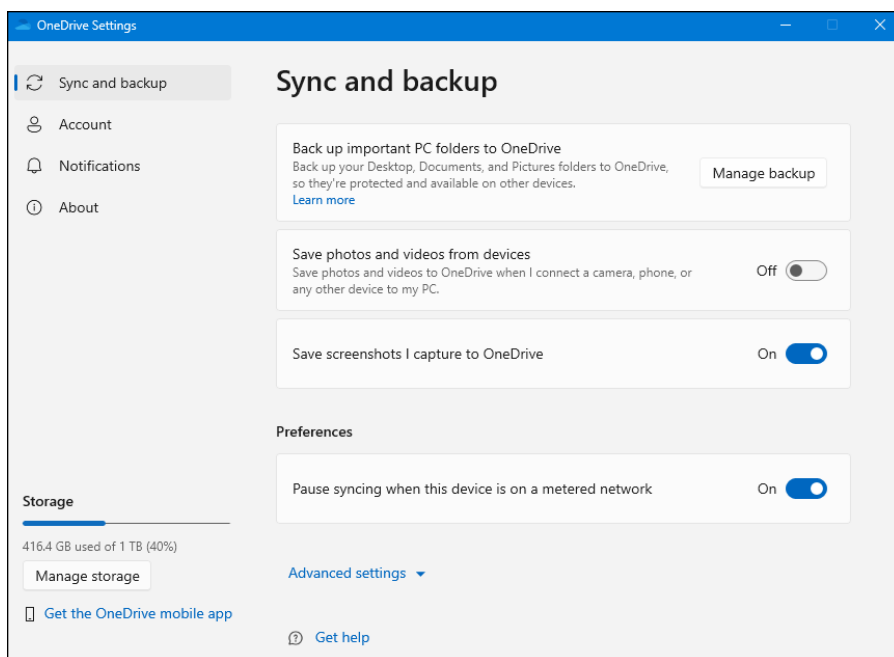 OneDrive Settings
Sync and backup
Account
Notifications
About
Storage
416.4 GB used of 1 TB (40%)
Manage storage
Get the OneDrive mobile app
Sync and backup
Back up important PC folders to OneDrive
Back up your Desktop, Documents, and Pictures folders to OneDrive,
so they're protected and available on other devices.
Learn more
Manage backup
Save photos and videos from devices
Save photos and videos to OneDrive when I connect a camera, phone, or
any other device to my PC.
Off
Save screenshots I capture to OneDrive
On
Preferences
Pause syncing when this device is on a metered network
On
Advanced settings
Get help